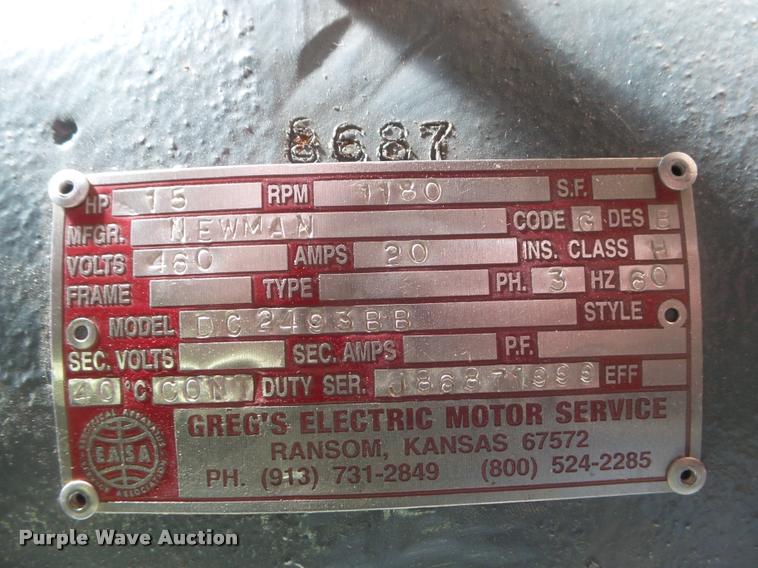 8687
HP 15 RPM 1180 S.F.
MFGR. NEWMAN CODE G DES B
VOLTS 460 AMPS 20 INS. CLASS H
FRAME TYPE PH. 3 HZ 60
MODEL DC2493BB STYLE
SEC. VOLTS SEC. AMPS P.F.
40 °C CONT DUTY SER. EFF
EASA
GREG'S ELECTRIC MOTOR SERVICE
RANSOM, KANSAS 67572
PH. (913) 731-2849 (800) 524-2285
Purple Wave Auction